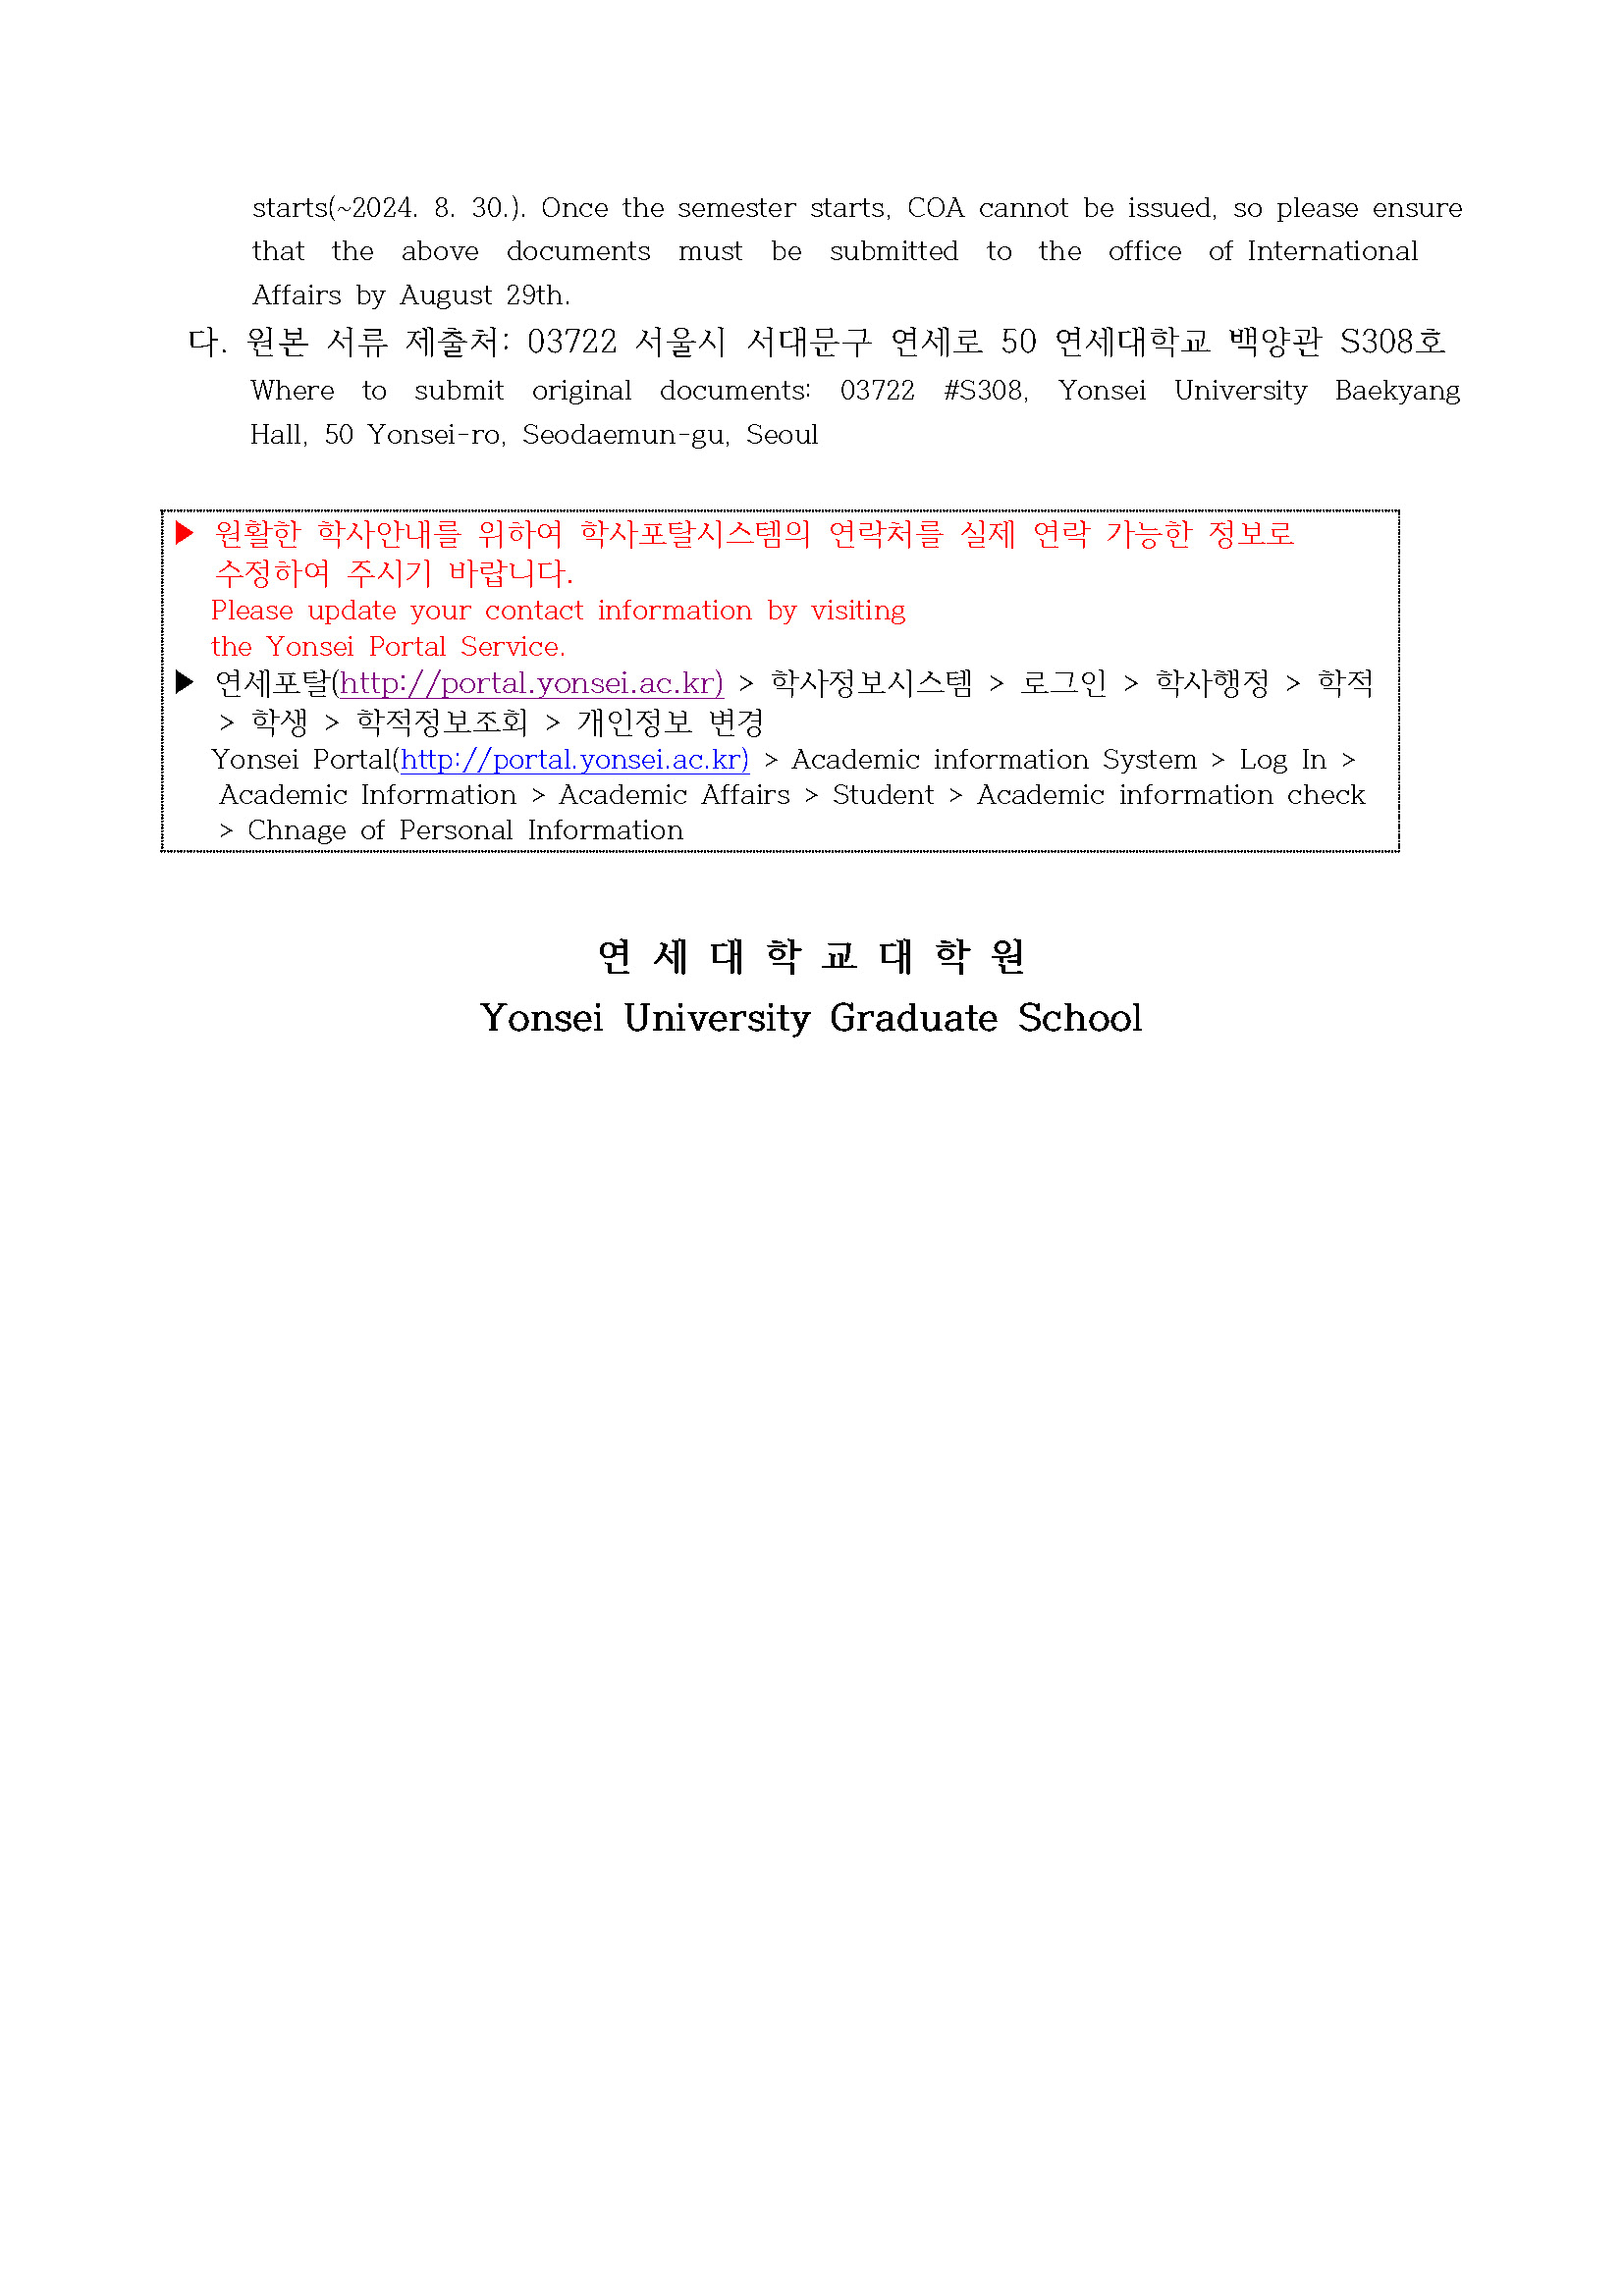 starts(~2024. 8. 30.). Once the semester starts, COA cannot be issued, so please ensure
that the above documents must be submitted to the office of International
Affairs by August 29th.
다. 원본 서류 제출처: 03722 서울시 서대문구 연세로 50 연세대학교 백양관 S308호
Where to submit original documents: 03722 #S308, Yonsei University Baekyang
Hall, 50 Yonsei-ro, Seodaemun-gu, Seoul
▶ 원활한 학사안내를 위하여 학사포탈시스템의 연락처를 실제 연락 가능한 정보로
수정하여 주시기 바랍니다.
Please update your contact information by visiting
the Yonsei Portal Service.
▶ 연세포탈(http://portal.yonsei.ac.kr) > 학사정보시스템 > 로그인 > 학사행정 > 학적
> 학생 > 학적정보조회 > 개인정보 변경
Yonsei Portal(http://portal.yonsei.ac.kr) > Academic information System > Log In >
Academic Information > Academic Affairs > Student > Academic information check
> Chnage of Personal Information
연 세 대 학 교 대 학 원
Yonsei University Graduate School